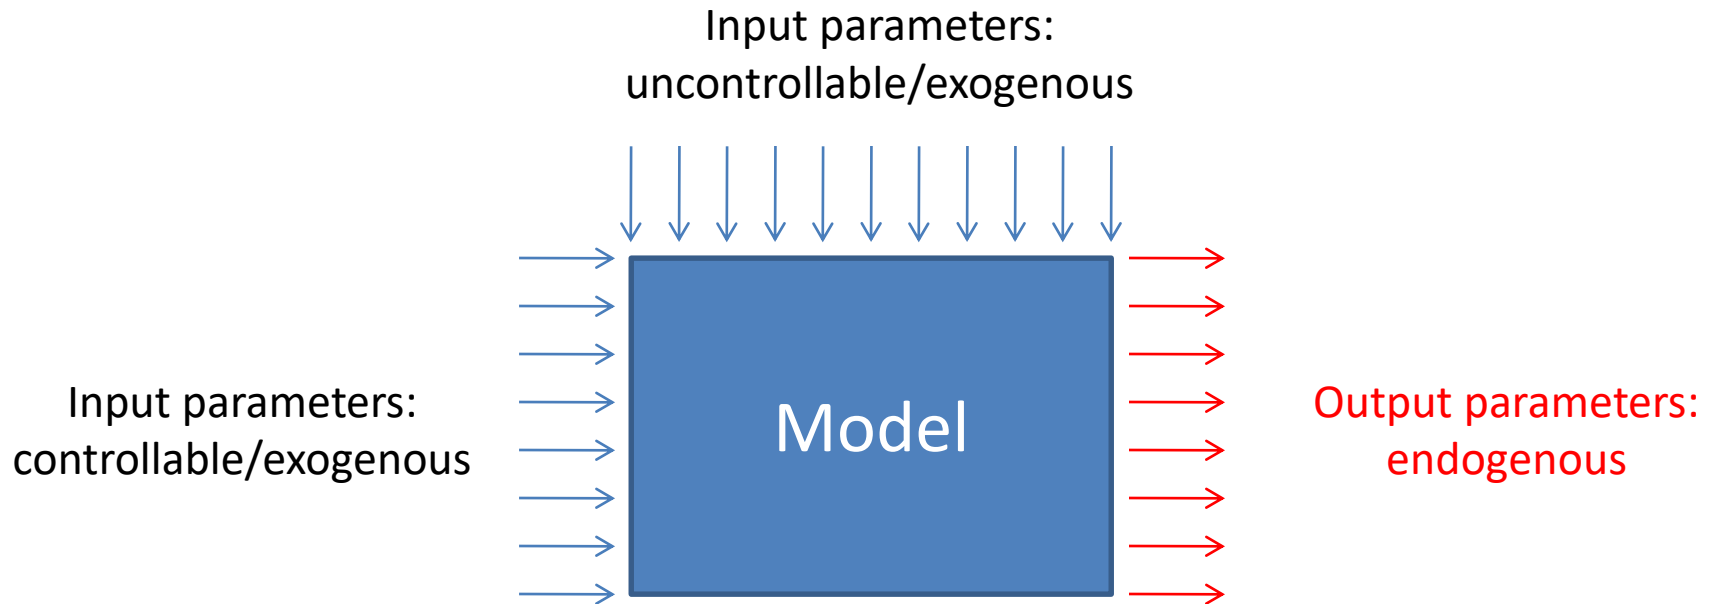 Input parameters:
uncontrollable/exogenous
Input parameters:
controllable/exogenous
Model
Output parameters:
endogenous